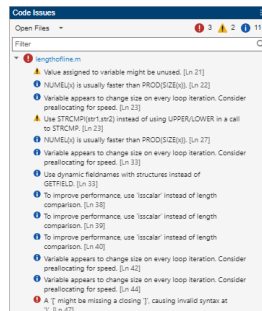 Code Issues
Open Files 3 2 11
Filter
lengthofline.m
Value assigned to variable might be unused. [Ln 21]
NUMEL(x) is usually faster than PROD(SIZE(x)). [Ln 22]
Variable appears to change size on every loop iteration. Consider
preallocating for speed. [Ln 23]
Use STRCMPI(str1,str2) instead of using UPPER/LOWER in a call
to STRCMP. [Ln 23]
NUMEL(x) is usually faster than PROD(SIZE(x)). [Ln 27]
Variable appears to change size on every loop iteration. Consider
preallocating for speed. [Ln 33]
Use dynamic fieldnames with structures instead of
GETFIELD. [Ln 33]
To improve performance, use 'isscalar' instead of length
comparison. [Ln 38]
To improve performance, use 'isscalar' instead of length
comparison. [Ln 39]
To improve performance, use 'isscalar' instead of length
comparison. [Ln 40]
Variable appears to change size on every loop iteration. Consider
preallocating for speed. [Ln 42]
Variable appears to change size on every loop iteration. Consider
preallocating for speed. [Ln 44]
A '[' might be missing a closing ']', causing invalid syntax at
[Ln 47]